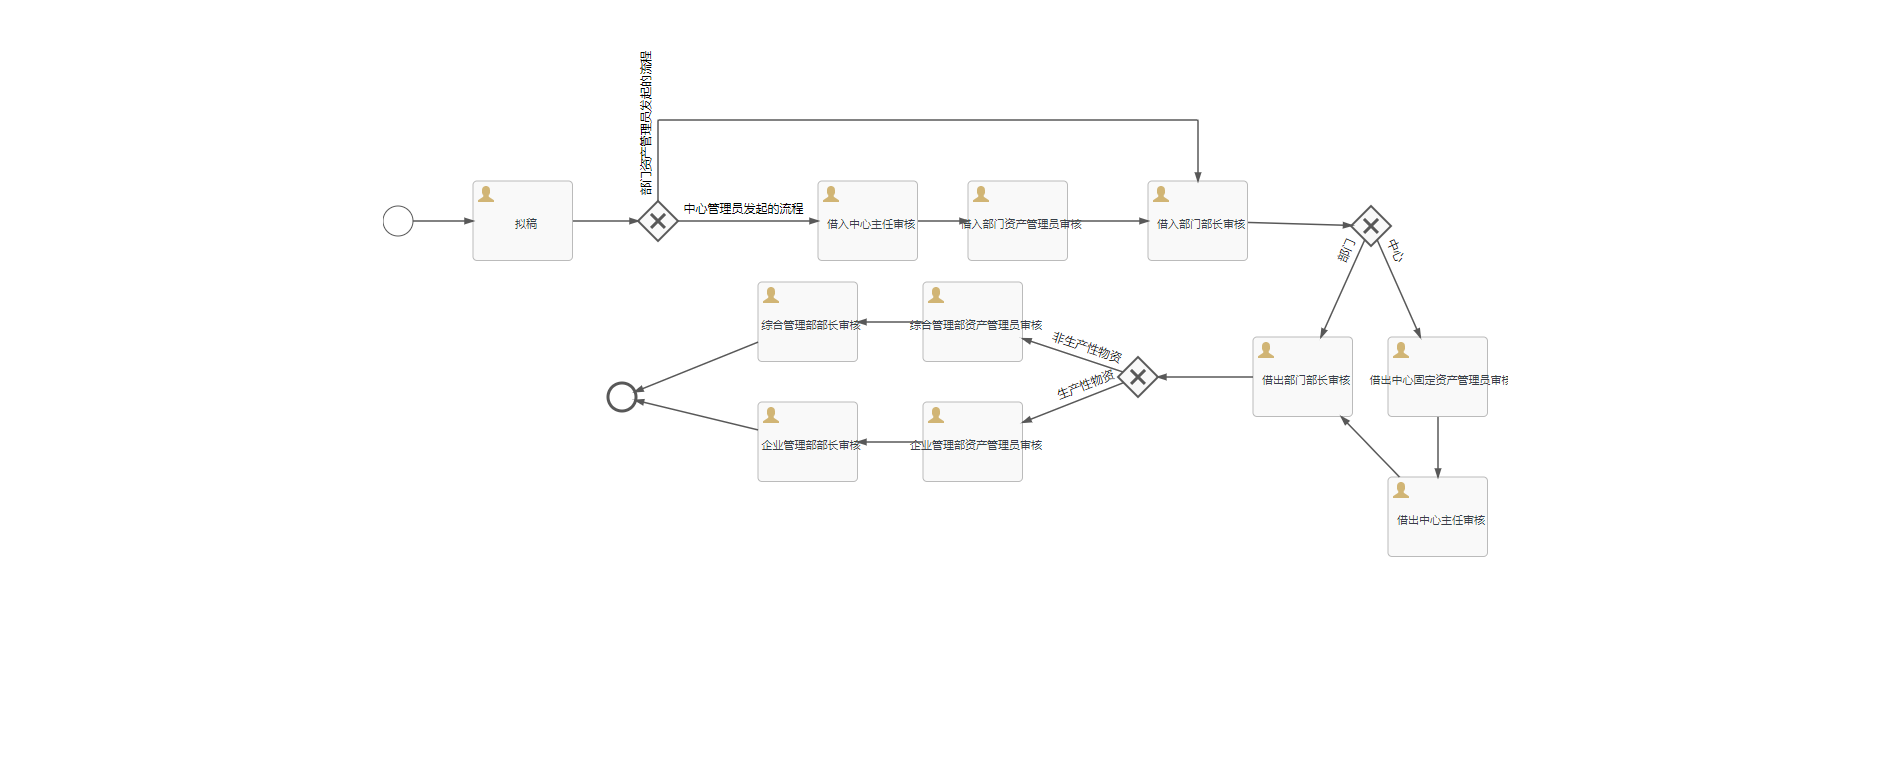 部门资产管理员发起的流程
中心管理员发起的流程
拟稿
借入中心主任审核
借入部门资产管理员审核
借入部门部长审核
部门
中心
综合管理部部长审核
综合管理部资产管理员审核
非生产性物资
生产性物资
借出部门部长审核
借出中心固定资产管理员审核
企业管理部部长审核
企业管理部资产管理员审核
借出中心主任审核